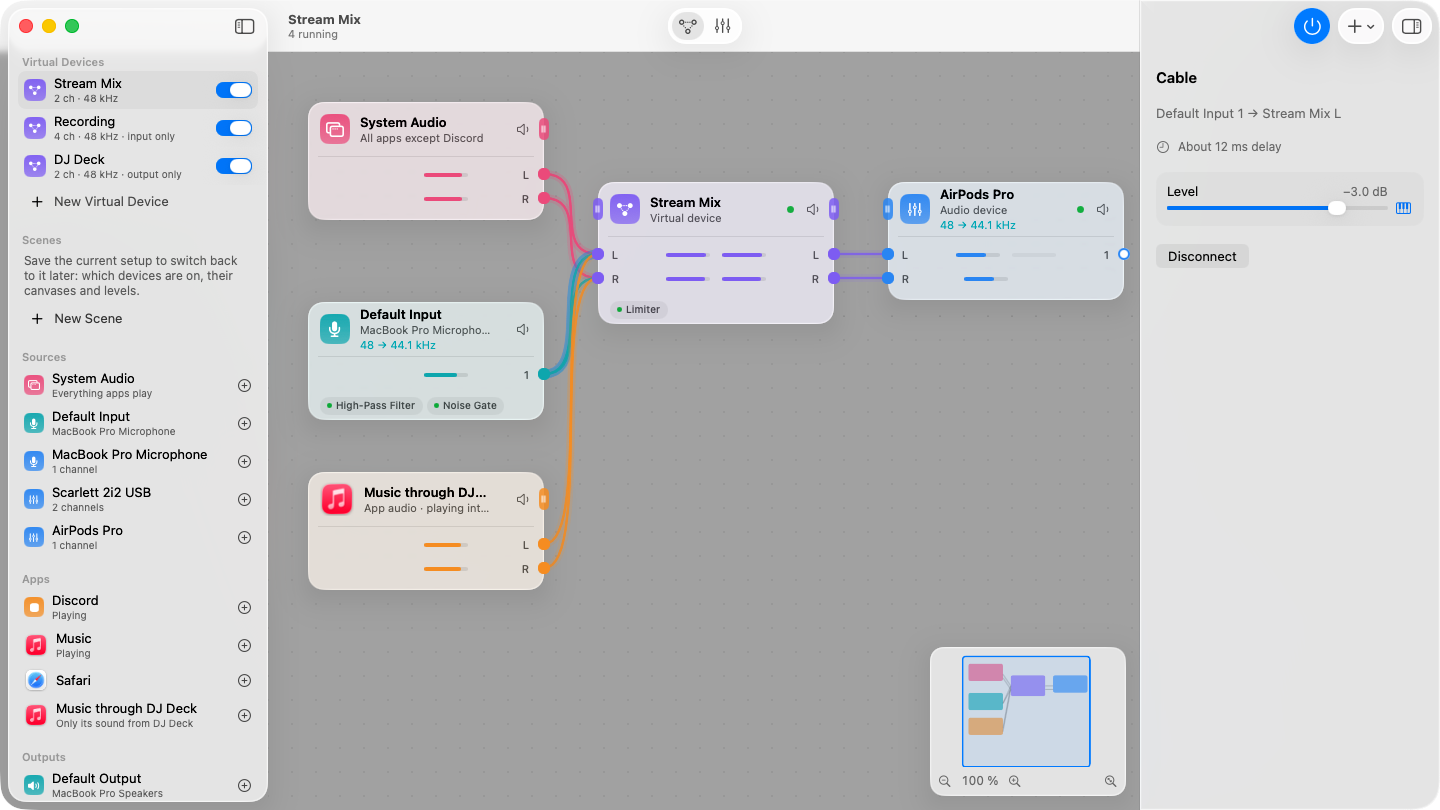 Stream Mix
4 running
Virtual Devices
Stream Mix
2 ch · 48 kHz
Recording
4 ch · 48 kHz · input only
DJ Deck
2 ch · 48 kHz · output only
New Virtual Device
Scenes
Save the current setup to switch back
to it later: which devices are on, their
canvases and levels.
New Scene
Sources
System Audio
Everything apps play
Default Input
MacBook Pro Microphone
MacBook Pro Microphone
1 channel
Scarlett 2i2 USB
2 channels
AirPods Pro
1 channel
Apps
Discord
Playing
Music
Playing
Safari
Music through DJ Deck
Only its sound from DJ Deck
Outputs
Default Output
MacBook Pro Speakers
System Audio
All apps except Discord
L
R
Default Input
MacBook Pro Micropho...
48 → 44.1 kHz
1
High-Pass Filter
Noise Gate
Music through DJ...
App audio · playing int...
L
R
Stream Mix
Virtual device
L L
R R
Limiter
AirPods Pro
Audio device
48 → 44.1 kHz
L 1
R
100 %
Cable
Default Input 1 → Stream Mix L
About 12 ms delay
Level −3.0 dB
Disconnect